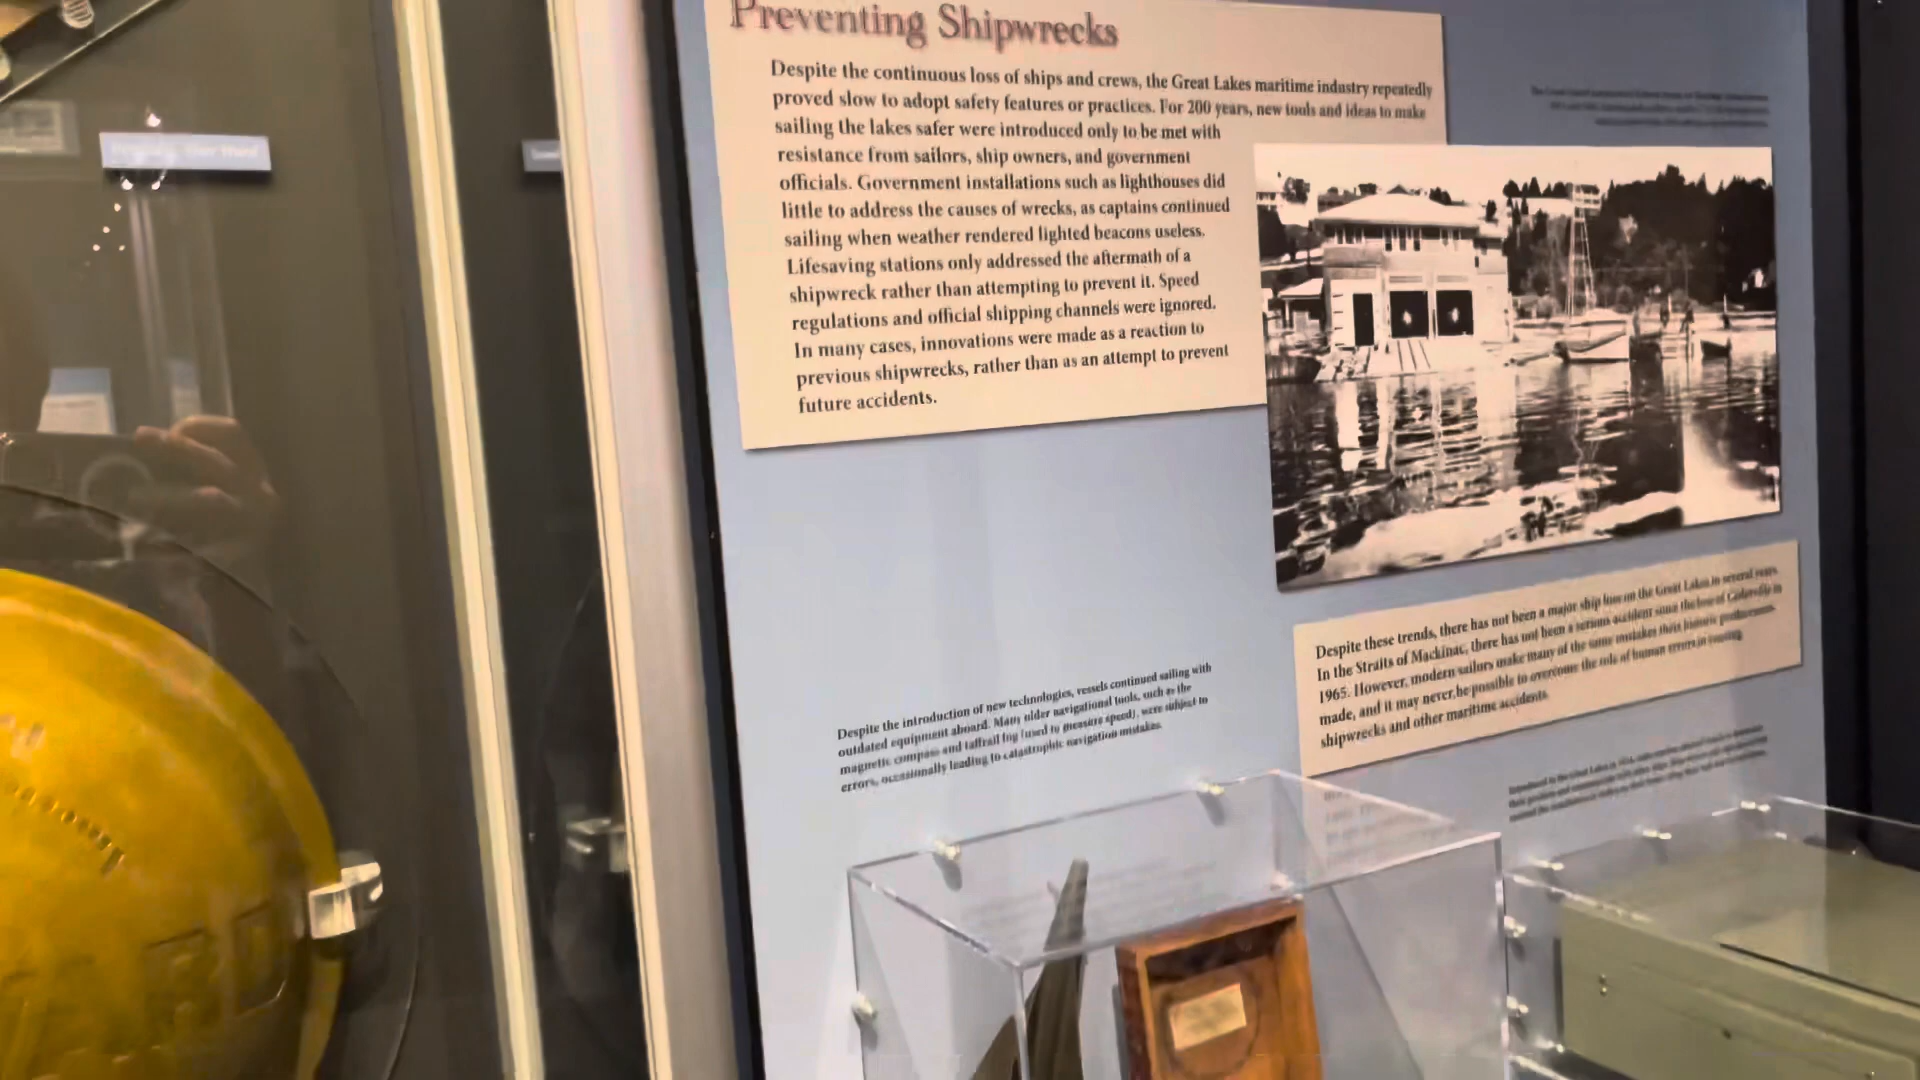 Preventing Shipwrecks
Despite the continuous loss of ships and crews, the Great Lakes maritime industry repeatedly
proved slow to adopt safety features or practices. For 200 years, new tools and ideas to make
sailing the lakes safer were introduced only to be met with
resistance from sailors, ship owners, and government
officials. Government installations such as lighthouses did
little to address the causes of wrecks, as captains continued
sailing when weather rendered lighted beacons useless.
Lifesaving stations only addressed the aftermath of a
shipwreck rather than attempting to prevent it. Speed
regulations and official shipping channels were ignored.
In many cases, innovations were made as a reaction to
previous shipwrecks, rather than as an attempt to prevent
future accidents.
Despite these trends, there has not been a major ship loss on the Great Lakes in several years.
In the Straits of Mackinac, there has not been a serious accident since the loss of Cedarville in
1965. However, modern sailors make many of the same mistakes their historic predecessors
made, and it may never be possible to overcome the role of human errors in causing
shipwrecks and other maritime accidents.
Despite the introduction of new technologies, vessels continued sailing with
outdated equipment aboard. Many older navigational tools, such as the
magnetic compass and taffrail log (used to measure speed), were subject to
errors, occasionally leading to catastrophic navigation mistakes.